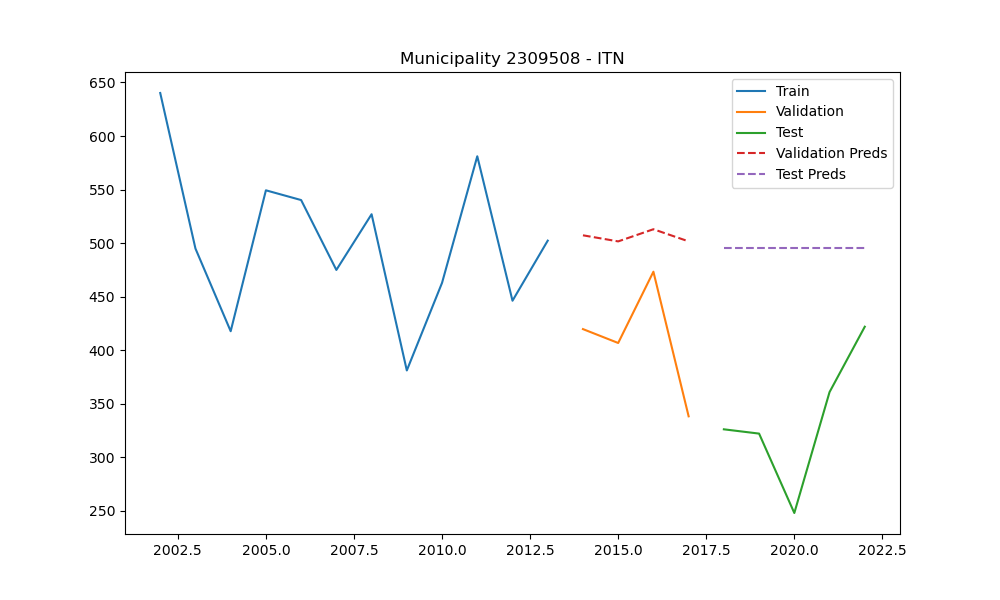 Municipality 2309508 - ITN
650
600
550
500
450
400
350
300
250
2002.5 2005.0 2007.5 2010.0 2012.5 2015.0 2017.5 2020.0 2022.5
Train
Validation
Test
Validation Preds
Test Preds